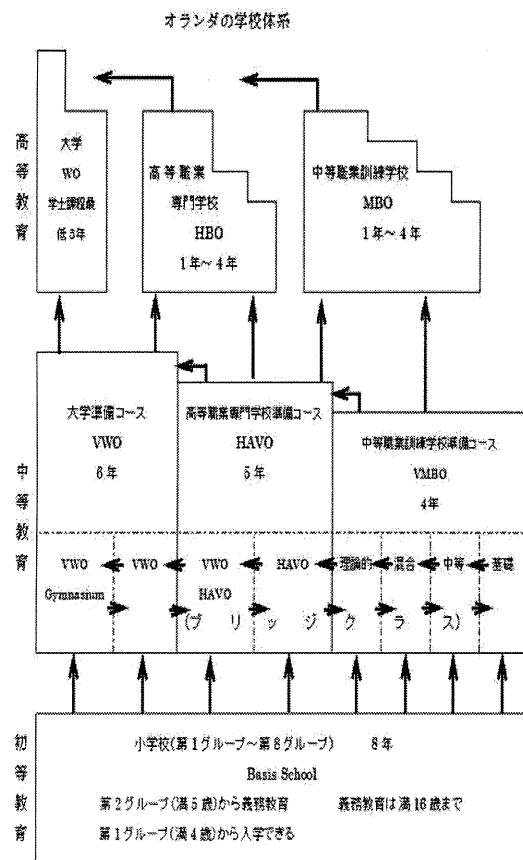 オランダの学校体系
高等教育
大学
WO
学士課程最
低3年
高等職業
専門学校
HBO
1年～4年
中等職業訓練学校
MBO
1年～4年
中等教育
大学準備コース
VWO
6年
高等職業専門学校準備コース
HAVO
5年
中等職業訓練学校準備コース
VMBO
4年
VWO VWO VWO HAVO 理論的 混合 中等 基礎
Gymnasium HAVO
(ブリッジクラス)
初等教育
小学校(第1グループ～第8グループ) 8年
Basis School
第2グループ(満5歳)から義務教育 義務教育は満16歳まで
第1グループ(満4歳)から入学できる